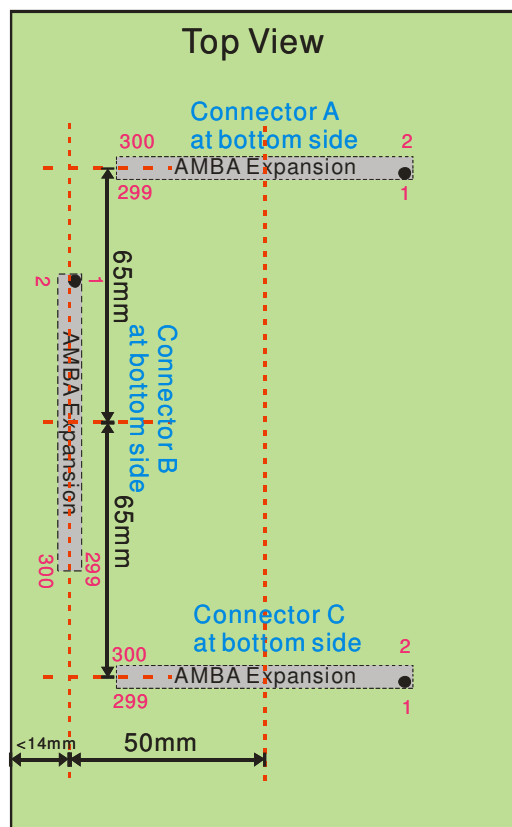 Top View
Connector A
at bottom side
300
2
AMBA Expansion
299
1
65mm
2
1
AMBA Expansion
Connector B
at bottom side
65mm
300
299
Connector C
at bottom side
300
2
AMBA Expansion
299
1
<14mm
50mm